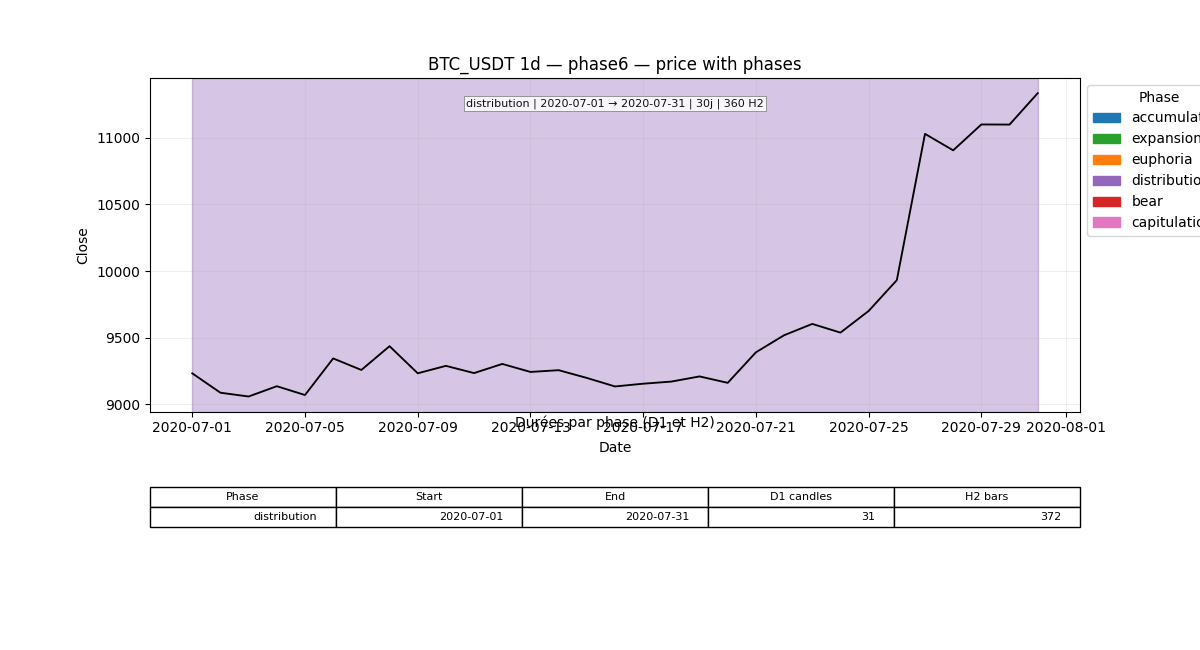 BTC_USDT 1d — phase6 — price with phases
distribution | 2020-07-01 → 2020-07-31 | 30j | 360 H2
Phase
accumulat
expansion
euphoria
distributio
bear
capitulatio
Close
11000
10500
10000
9500
9000
2020-07-01 2020-07-05 2020-07-09 2020-07-13 2020-07-17 2020-07-21 2020-07-25 2020-07-29 2020-08-01
Durées par phase (D1 et H2)
Date
Phase Start End D1 candles H2 bars
distribution 2020-07-01 2020-07-31 31 372